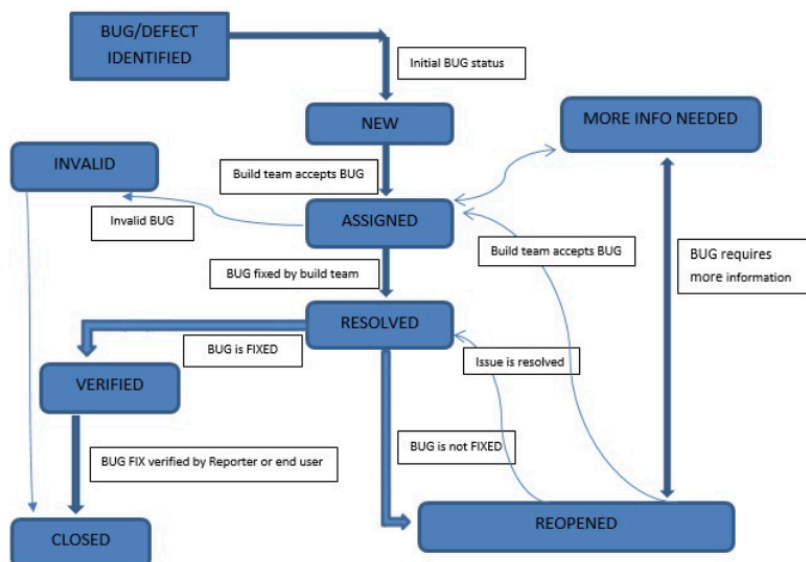 BUG/DEFECT
IDENTIFIED
Initial BUG status
NEW
MORE INFO NEEDED
INVALID
Build team accepts BUG
Invalid BUG
ASSIGNED
Build team accepts BUG
BUG requires
more information
BUG fixed by build team
RESOLVED
BUG is FIXED
Issue is resolved
VERIFIED
BUG is not FIXED
BUG FIX verified by Reporter or end user
REOPENED
CLOSED